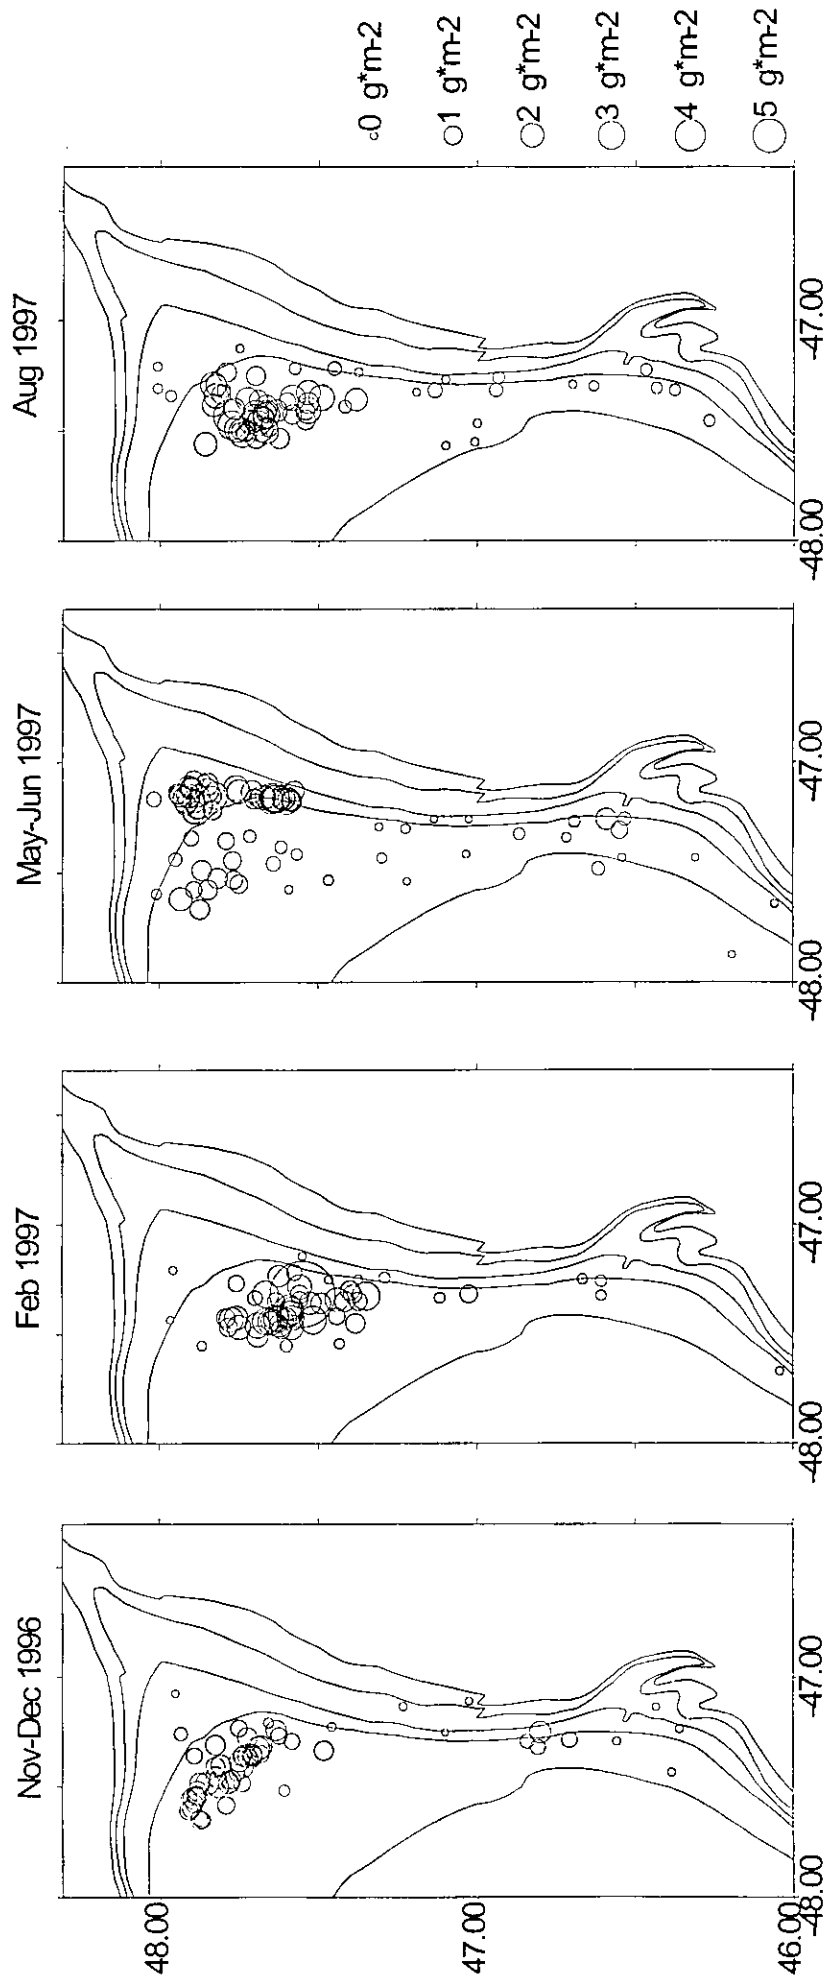 Nov-Dec 1996
Feb 1997
May-Jun 1997
Aug 1997
48.00
47.00
46.00
-48.00
-47.00
-48.00
-47.00
-48.00
-47.00
-48.00
-47.00
0 g*m-2
1 g*m-2
2 g*m-2
3 g*m-2
4 g*m-2
5 g*m-2